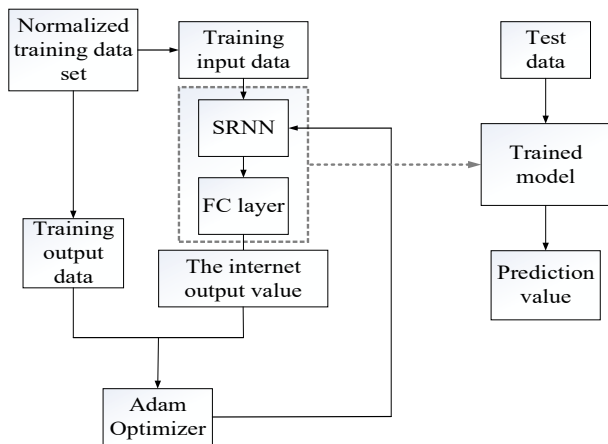 Normalized
training data
set
Training
input data
SRNN
FC layer
The internet
output value
Training
output
data
Adam
Optimizer
Test
data
Trained
model
Prediction
value